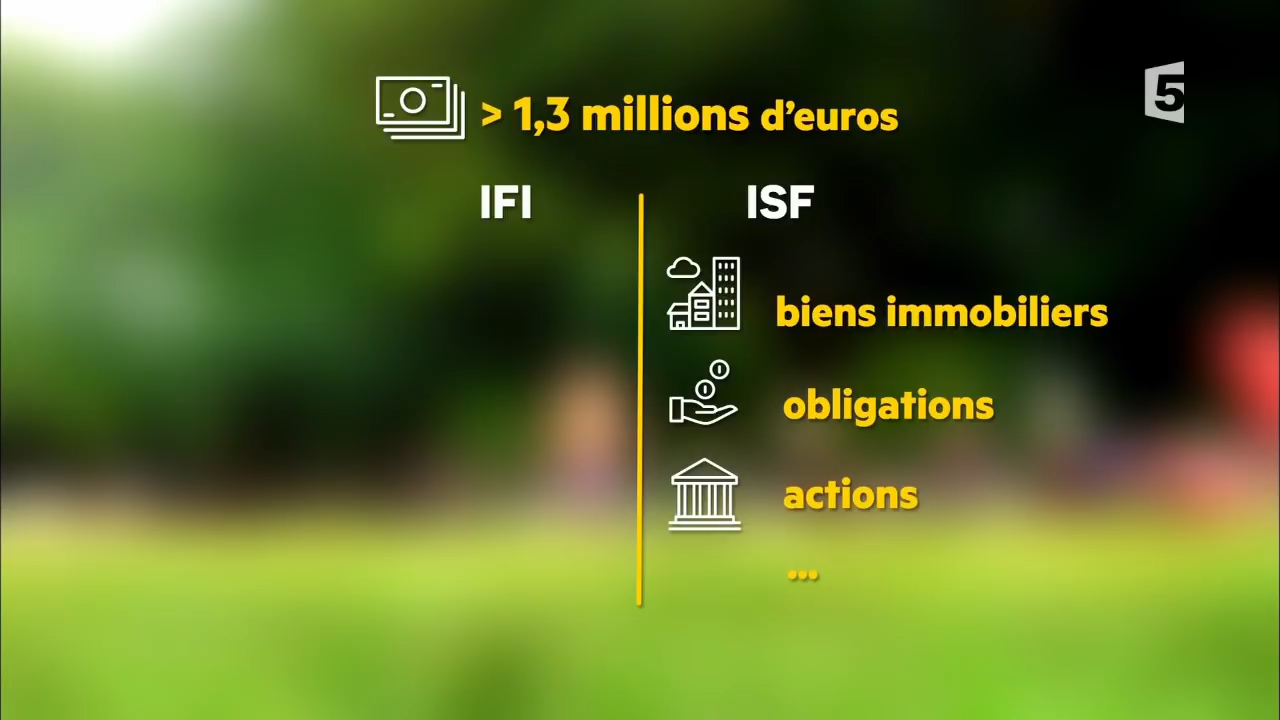 > 1,3 millions d’euros
5
IFI
ISF
biens immobiliers
obligations
actions
...